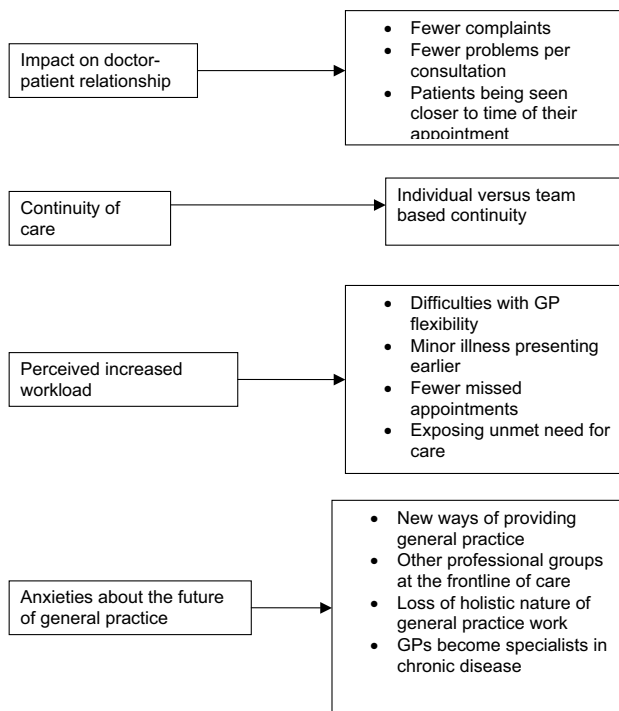 Impact on doctor-
patient relationship
• Fewer complaints
• Fewer problems per
consultation
• Patients being seen
closer to time of their
appointment
Continuity of
care
Individual versus team
based continuity
Perceived increased
workload
• Difficulties with GP
flexibility
• Minor illness presenting
earlier
• Fewer missed
appointments
• Exposing unmet need for
care
Anxieties about the future
of general practice
• New ways of providing
general practice
• Other professional groups
at the frontline of care
• Loss of holistic nature of
general practice work
• GPs become specialists in
chronic disease